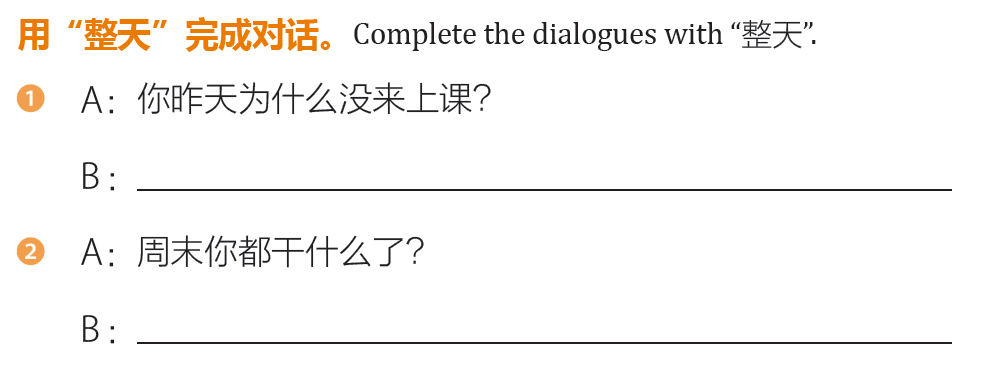 用“整天”完成对话。Complete the dialogues with “整天”.
1 A：你昨天为什么没来上课？
B：
2 A：周末你都干什么了？
B：